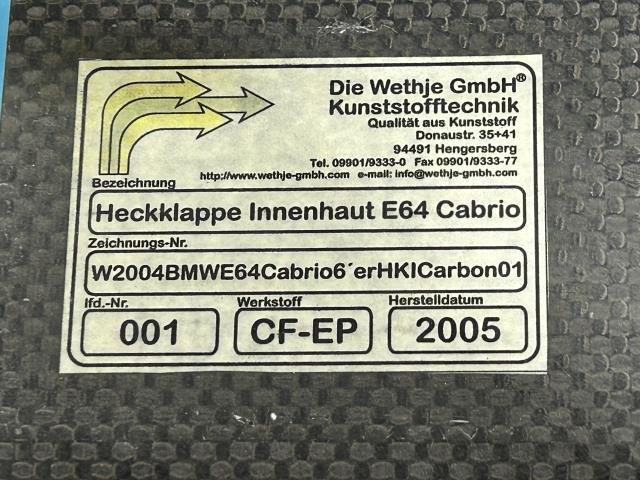 Die Wethje GmbH®
Kunststofftechnik
Qualität aus Kunststoff
Donaustr. 35+41
94491 Hengersberg
Tel. 09901/9333-0 Fax 09901/9333-77
http://www.wethje-gmbh.com e-mail: info@wethje-gmbh.com
Bezeichnung
Heckklappe Innenhaut E64 Cabrio
Zeichnungs-Nr.
W2004BMWE64Cabrio6´erHKICarbon01
lfd.-Nr. Werkstoff Herstelldatum
001 CF-EP 2005